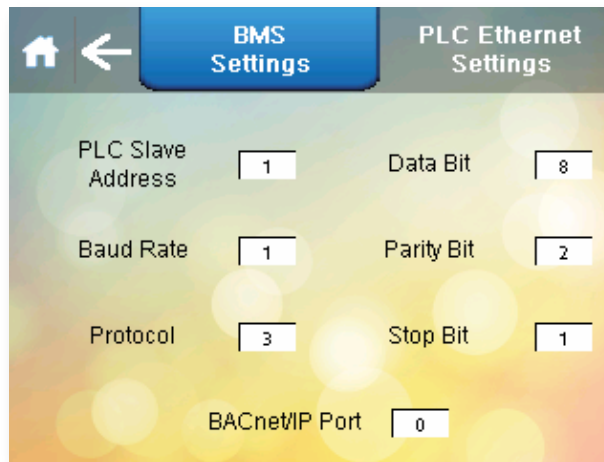 BMS
Settings
PLC Ethernet
Settings
PLC Slave
Address
1
Data Bit
8
Baud Rate
1
Parity Bit
2
Protocol
3
Stop Bit
1
BACnet/IP Port
0